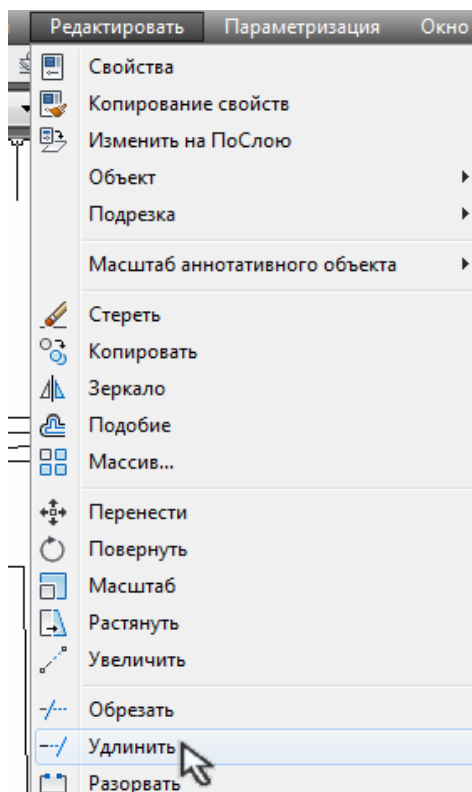 Редактировать Параметризация Окно
Свойства
Копирование свойств
Изменить на ПоСлою
Объект
Подрезка
Масштаб аннотативного объекта
Стереть
Копировать
Зеркало
Подобие
Массив...
Перенести
Повернуть
Масштаб
Растянуть
Увеличить
Обрезать
Удлинить
Разорвать